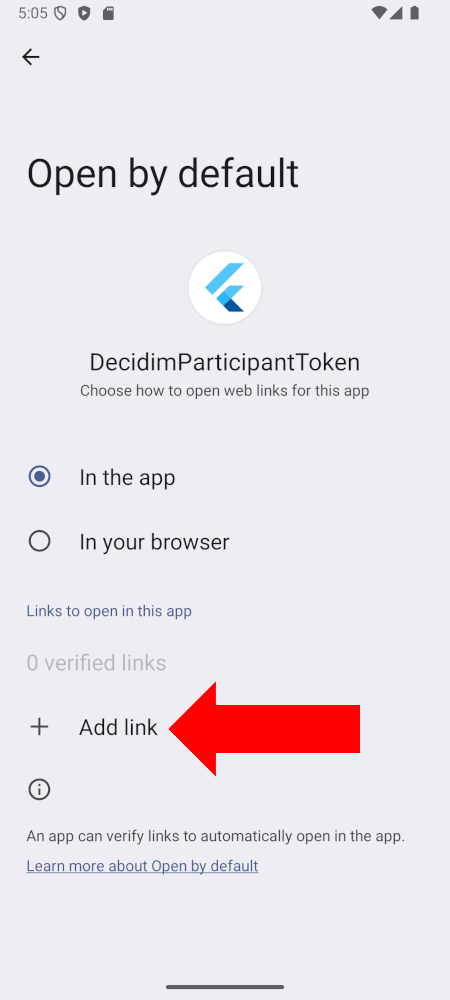 5:05
Open by default
DecidimParticipantToken
Choose how to open web links for this app
In the app
In your browser
Links to open in this app
0 verified links
Add link
An app can verify links to automatically open in the app.
Learn more about Open by default